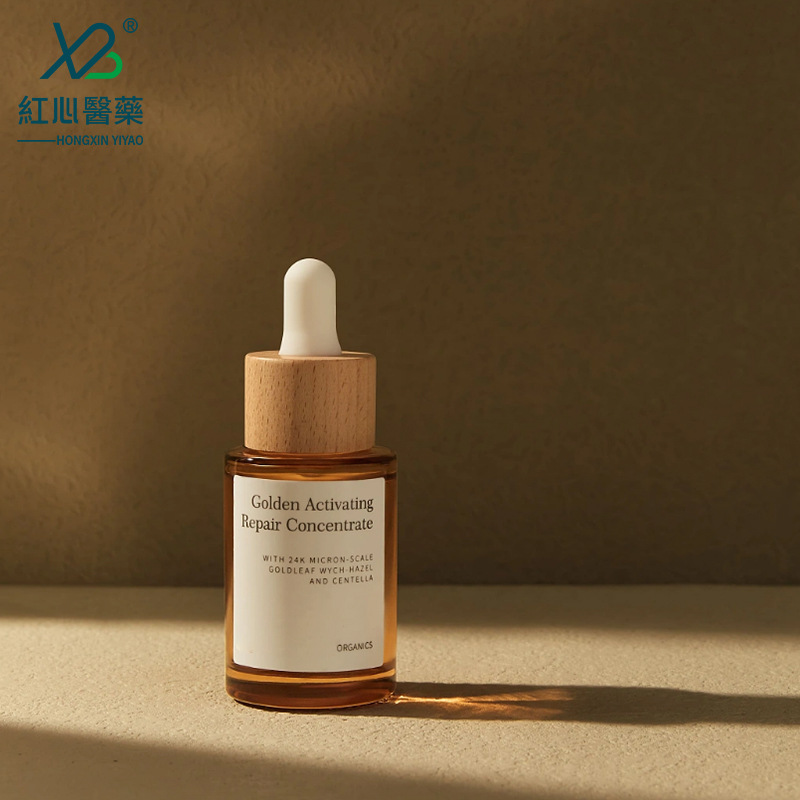 XB®
紅心醫藥
HONGXIN YIYAO
Golden Activating
Repair Concentrate
WITH 24K MICRON-SCALE
GOLDLEAF WYCH-HAZEL
AND CENTELLA
ORGANICS